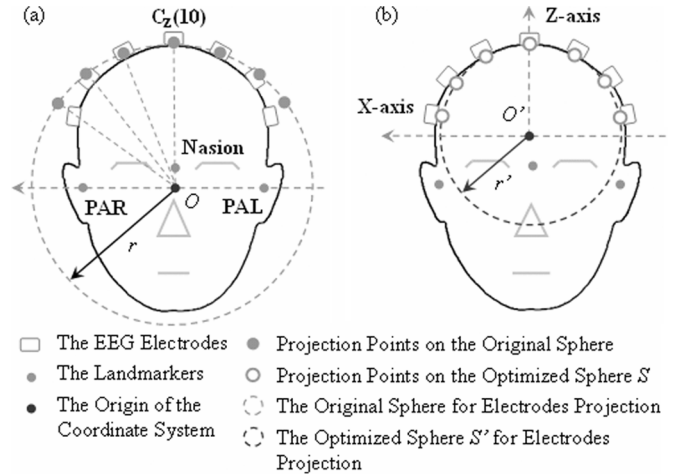 (a)
C_z(10)
Nasion
O
PAR
PAL
r
(b)
Z-axis
X-axis
O'
r'
The EEG Electrodes
The Landmarkers
The Origin of the
Coordinate System
Projection Points on the Original Sphere
Projection Points on the Optimized Sphere S
The Original Sphere for Electrodes Projection
The Optimized Sphere S' for Electrodes
Projection